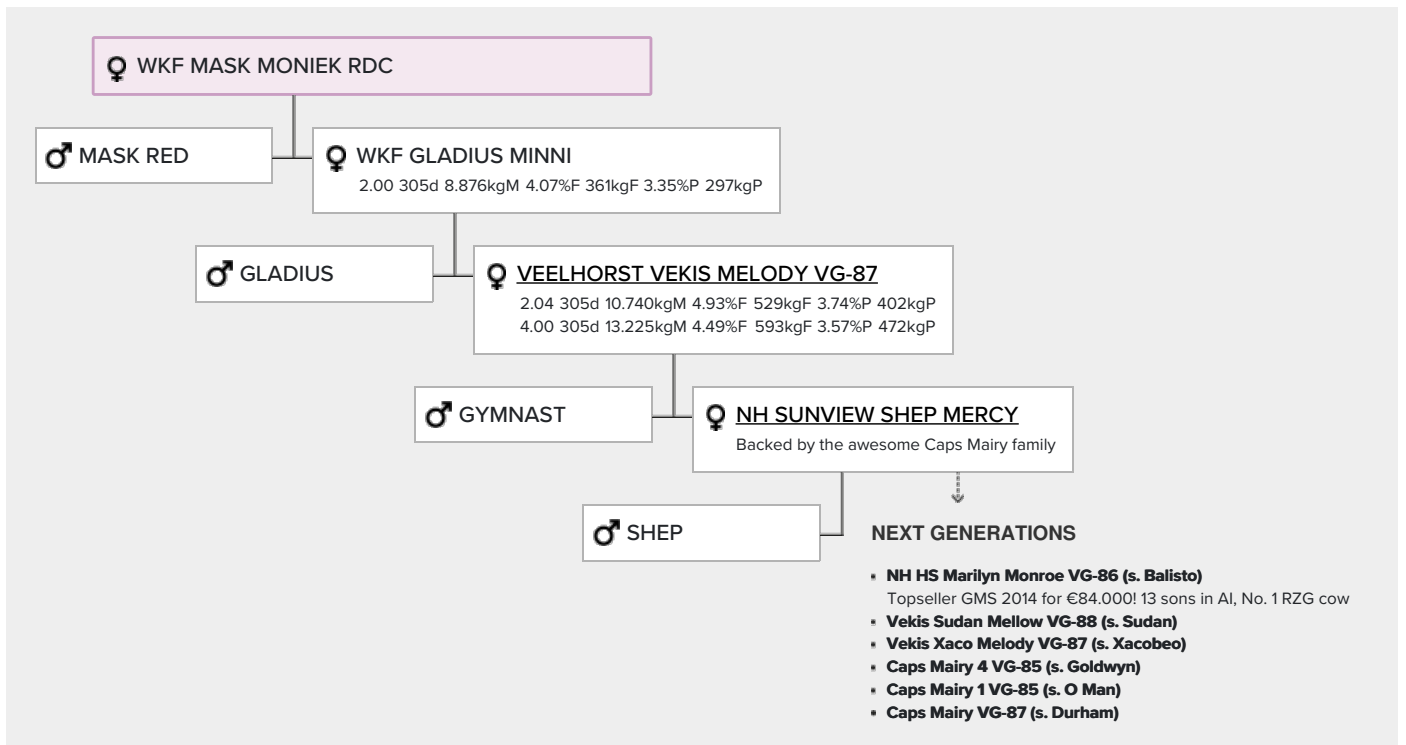 WKF MASK MONIEK RDC
MASK RED
WKF GLADIUS MINNI
2.00 305d 8.876kgM 4.07%F 361kgF 3.35%P 297kgP
GLADIUS
VEELHORST VEKIS MELODY VG-87
2.04 305d 10.740kgM 4.93%F 529kgF 3.74%P 402kgP
4.00 305d 13.225kgM 4.49%F 593kgF 3.57%P 472kgP
GYMNAST
NH SUNVIEW SHEP MERCY
Backed by the awesome Caps Mairy family
SHEP
NEXT GENERATIONS
NH HS Marilyn Monroe VG-86 (s. Balisto)
Topseller GMS 2014 for €84.000! 13 sons in AI, No. 1 RZG cow
Vekis Sudan Mellow VG-88 (s. Sudan)
Vekis Xaco Melody VG-87 (s. Xacobeo)
Caps Mairy 4 VG-85 (s. Goldwyn)
Caps Mairy 1 VG-85 (s. O Man)
Caps Mairy VG-87 (s. Durham)